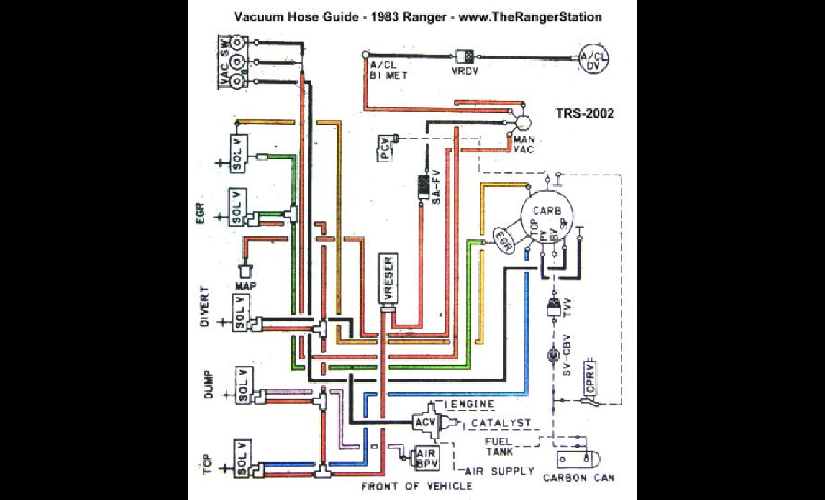 Vacuum Hose Guide - 1983 Ranger - www.TheRangerStation
VAC SW
A/CL
BI MET
VRDV
A/CL
DV
TRS-2002
SOL V
PCV
MAN
VAC
SA-FV
EGR
SOL V
CARB
TCP
PV
BV
SP
EGR
MAP
VRESER
DIVERT
SOL V
TVV
SV-CBV
CPRV
DUMP
SOL V
ENGINE
ACV
CATALYST
FUEL
TANK
TCP
SOL V
AIR
BPV
AIR SUPPLY
CARBON CAN
FRONT OF VEHICLE